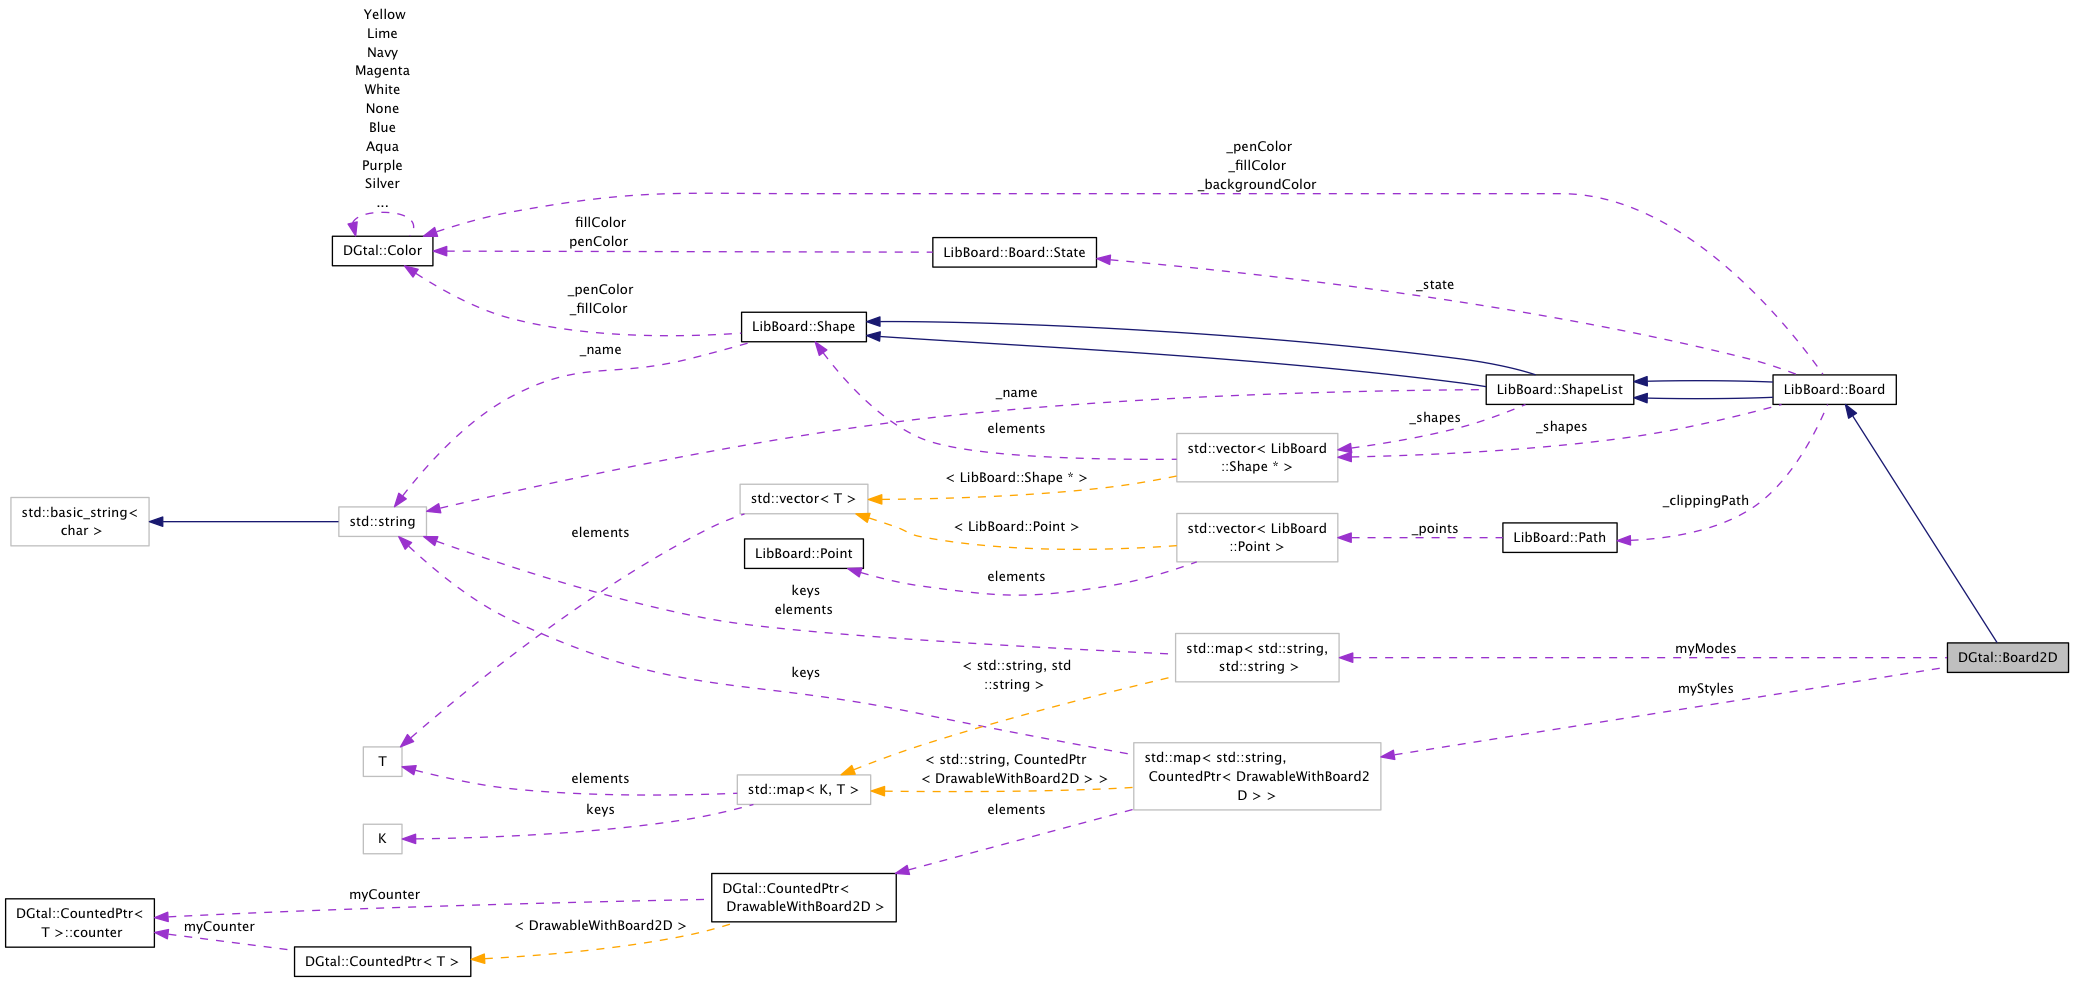 Yellow
Lime
Navy
Magenta
White
None
Blue
Aqua
Purple
Silver
...
_penColor
_fillColor
_backgroundColor
fillColor
penColor
DGtal::Color
LibBoard::Board::State
_state
_penColor
_fillColor
LibBoard::Shape
_name
LibBoard::ShapeList
LibBoard::Board
_name
_shapes
_shapes
elements
std::vector< LibBoard
::Shape * >
< LibBoard::Shape * >
std::vector< T >
_clippingPath
std::basic_string<
char >
std::string
elements
< LibBoard::Point >
std::vector< LibBoard
::Point >
_points
LibBoard::Path
LibBoard::Point
elements
keys
elements
std::map< std::string,
std::string >
myModes
DGtal::Board2D
< std::string, std
::string >
keys
myStyles
T
elements
std::map< K, T >
< std::string, CountedPtr
< DrawableWithBoard2D > >
std::map< std::string,
CountedPtr< DrawableWithBoard2
D > >
keys
K
elements
DGtal::CountedPtr<
DrawableWithBoard2D >
myCounter
DGtal::CountedPtr<
T >::counter
myCounter
< DrawableWithBoard2D >
DGtal::CountedPtr< T >